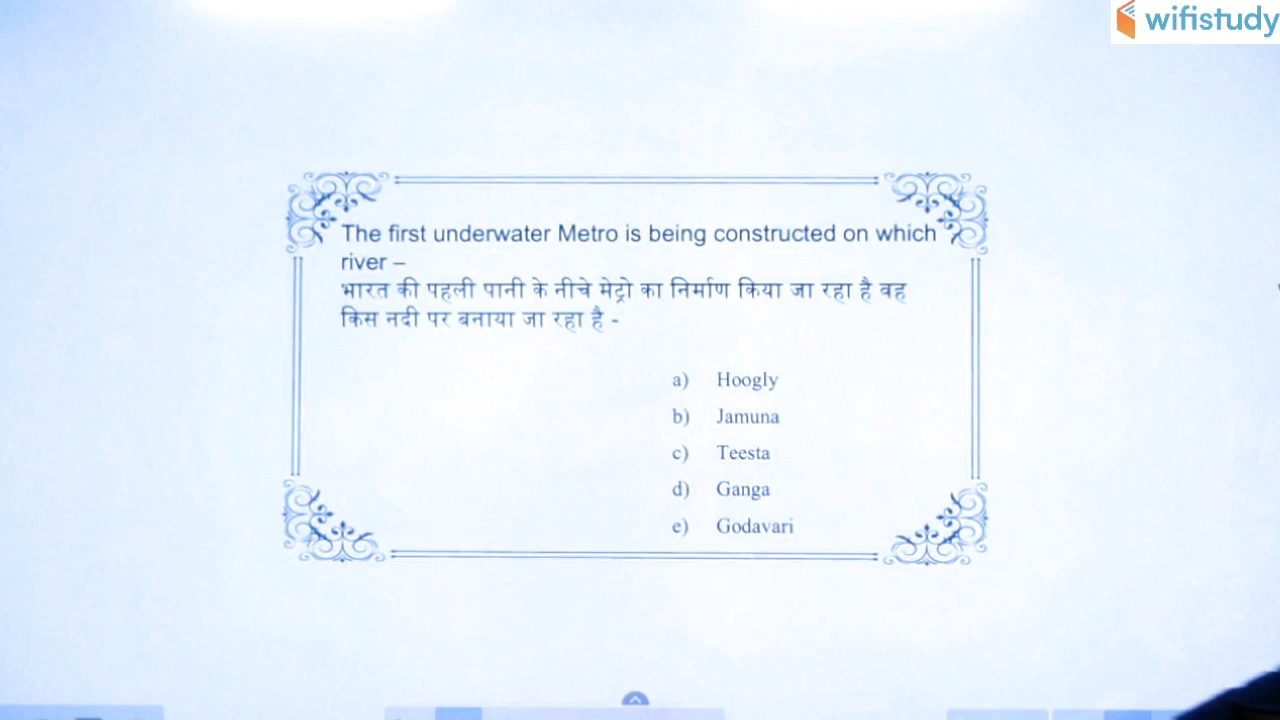 wifistudy
The first underwater Metro is being constructed on which
river –
भारत की पहली पानी के नीचे मेट्रो का निर्माण किया जा रहा है वह
किस नदी पर बनाया जा रहा है -
a) Hoogly
b) Jamuna
c) Teesta
d) Ganga
e) Godavari